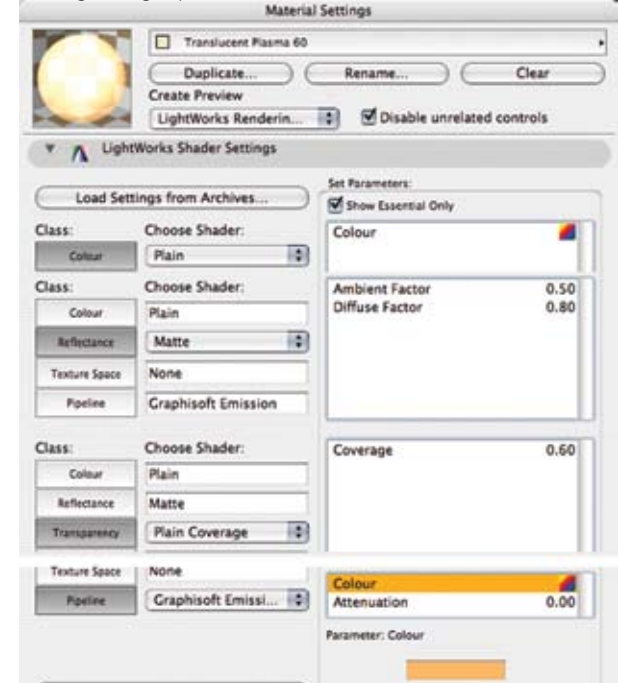 Material Settings
Translucent Plasma 60
Duplicate... Rename... Clear
Create Preview
LightWorks Renderin... Disable unrelated controls
LightWorks Shader Settings
Set Parameters:
Load Settings from Archives... Show Essential Only
Class: Choose Shader: Colour
Colour Plain
Class: Choose Shader: Ambient Factor 0.50
Colour Plain Diffuse Factor 0.80
Reflectance Matte
Texture Space None
Pipeline Graphisoft Emission
Class: Choose Shader: Coverage 0.60
Colour Plain
Reflectance Matte
Transparency Plain Coverage
Texture Space None Colour
Pipeline Graphisoft Emissi... Attenuation 0.00
Parameter: Colour